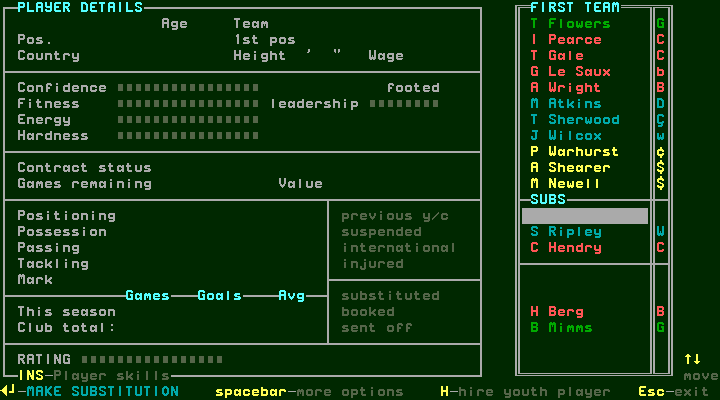 PLAYER DETAILS
Age Team
Pos. 1st pos
Country Height ' " Wage
Confidence footed
Fitness leadership
Energy
Hardness
Contract status
Games remaining Value
Positioning
Possession
Passing
Tackling
Mark
previous y/c
suspended
international
injured
Games Goals Avg
This season
Club total:
substituted
booked
sent off
RATING
INS-Player skills
FIRST TEAM
T Flowers G
I Pearce C
T Gale C
G Le Saux b
A Wright B
M Atkins D
T Sherwood Ç
J Wilcox w
P Warhurst ¢
A Shearer $
M Newell $
SUBS
S Ripley W
C Hendry C
H Berg B
B Mimms G
↑↓
move
↵-MAKE SUBSTITUTION spacebar-more options H-hire youth player Esc-exit